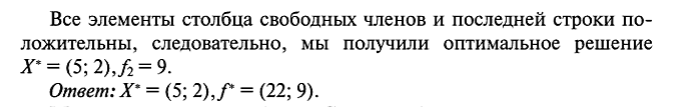 Все элементы столбца свободных членов и последней строки по-
ложительны, следовательно, мы получили оптимальное решение
X* = (5; 2), f₂ = 9.
Ответ: X* = (5; 2), f* = (22; 9).